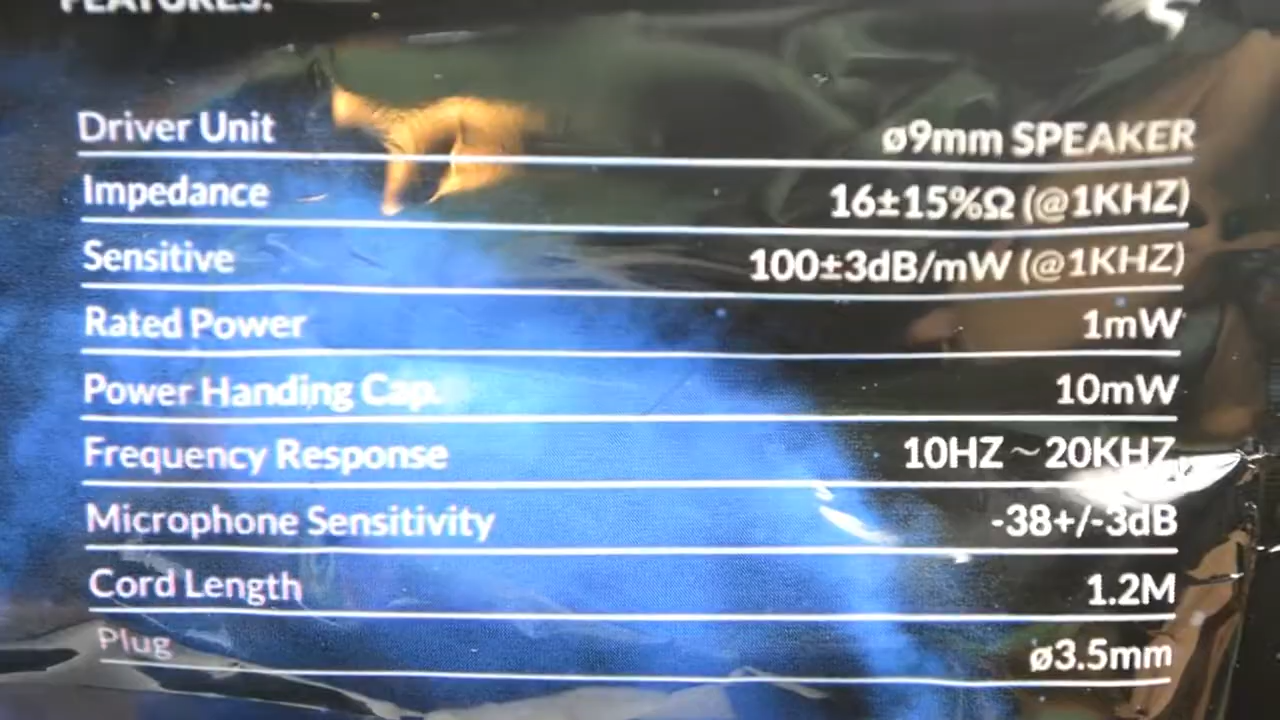 FEATURES:
Driver Unit ø9mm SPEAKER
Impedance 16±15%Ω (@1KHZ)
Sensitive 100±3dB/mW (@1KHZ)
Rated Power 1mW
Power Handing Cap. 10mW
Frequency Response 10HZ ~ 20KHZ
Microphone Sensitivity -38+/-3dB
Cord Length 1.2M
Plug ø3.5mm